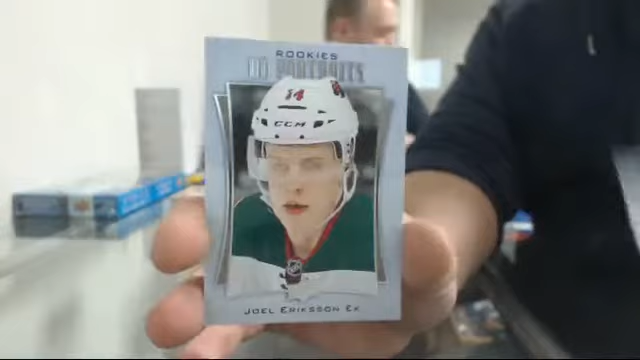 ROOKIES
UD PORTRAITS
14
CCM
JOEL ERIKSSON EK